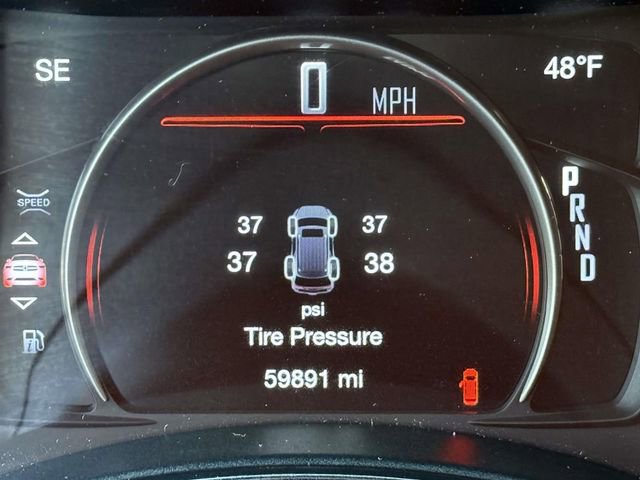 SE
48°F
0 MPH
SPEED
P
R
N
D
37 37
37 38
psi
Tire Pressure
59891 mi